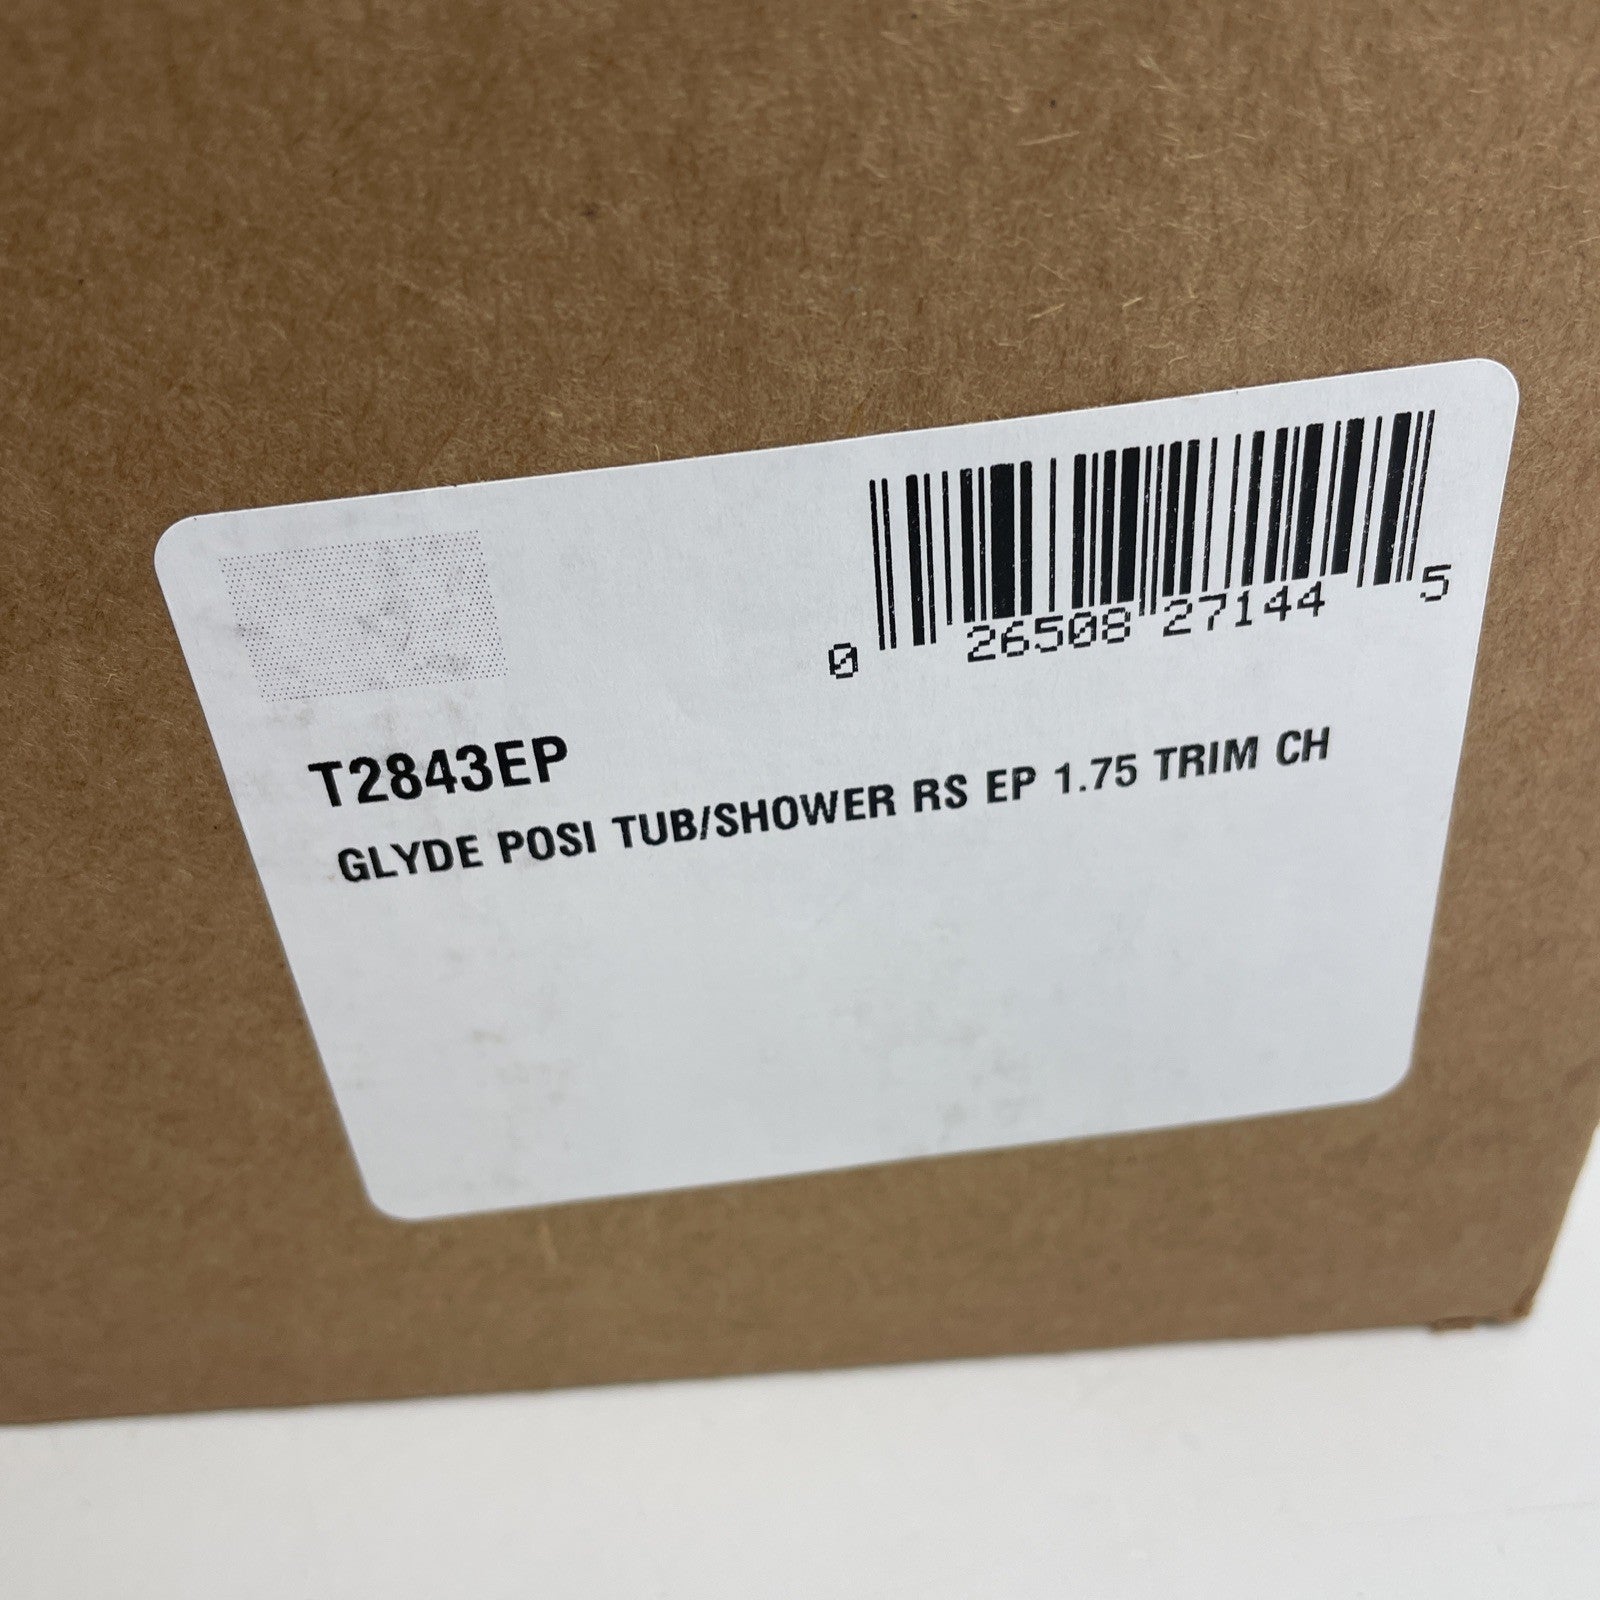 0 26508 27144 5
T2843EP
GLYDE POSI TUB/SHOWER RS EP 1.75 TRIM CH